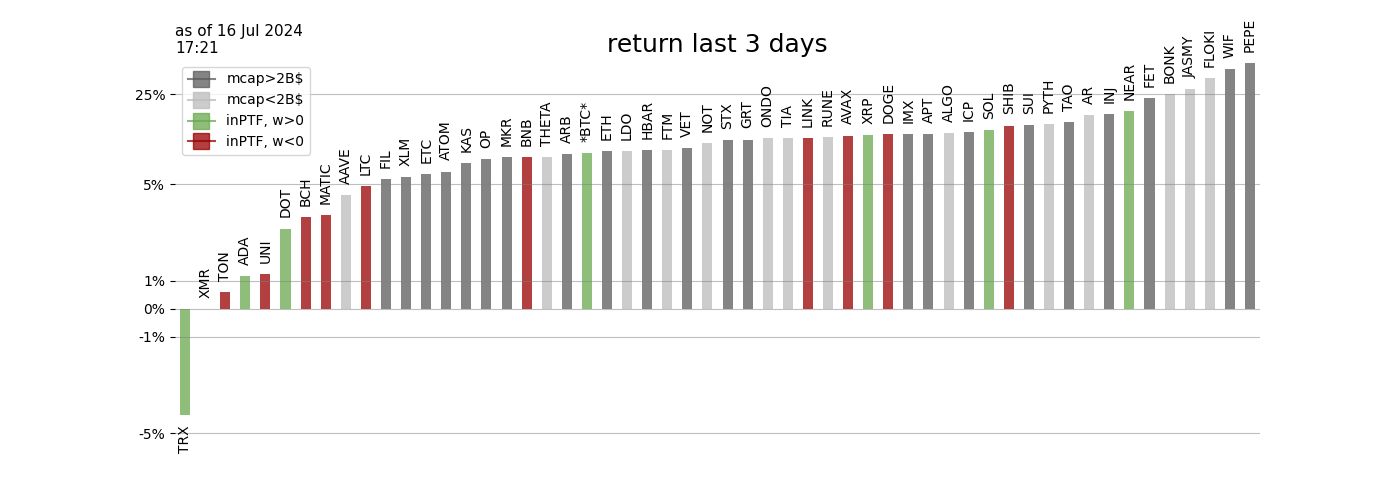 as of 16 Jul 2024
17:21
return last 3 days
mcap>2B$
mcap<2B$
inPTF, w>0
inPTF, w<0
25%
5%
1%
0%
-1%
-5%
TRX
XMR
TON
ADA
UNI
DOT
BCH
MATIC
AAVE
LTC
FIL
XLM
ETC
ATOM
KAS
OP
MKR
BNB
THETA
ARB
*BTC*
ETH
LDO
HBAR
FTM
VET
NOT
STX
GRT
ONDO
TIA
LINK
RUNE
AVAX
XRP
DOGE
IMX
APT
ALGO
ICP
SOL
SHIB
SUI
PYTH
TAO
AR
INJ
NEAR
FET
BONK
JASMY
FLOKI
WIF
PEPE